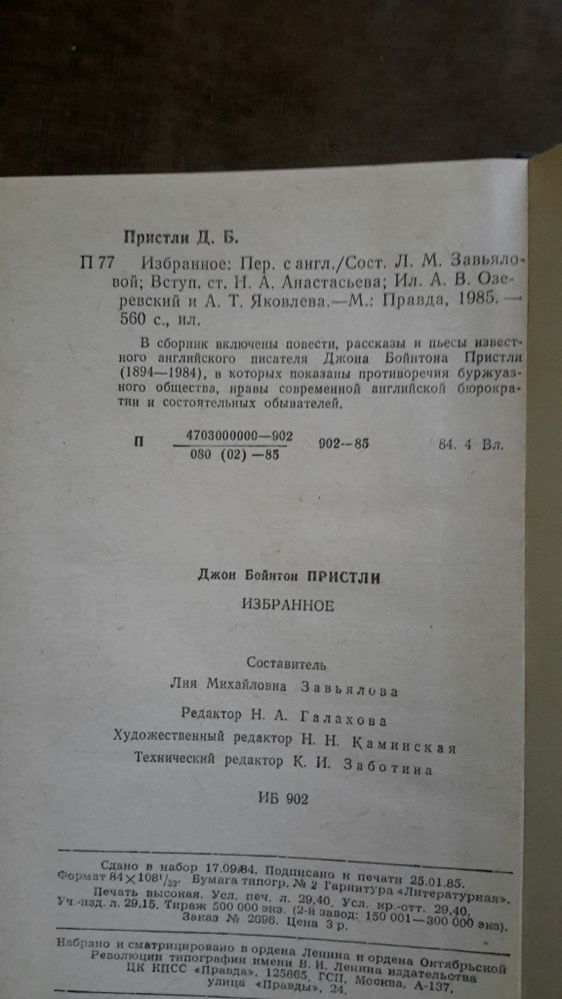 Пристли Д. Б.
П 77 Избранное: Пер. с англ./Сост. Л. М. Завьяло-
вой; Вступ. ст. Н. А. Анастасьева; Ил. А. В. Озе-
ревский и А. Т. Яковлева.—М.: Правда, 1985. —
560 с., ил.
В сборник включены повести, рассказы и пьесы извест-
ного английского писателя Джона Бойнтона Пристли
(1894—1984), в которых показаны противоречия буржуаз-
ного общества, нравы современной английской бюрокра-
тии и состоятельных обывателей.
П 4703000000—902 902—85 84. 4 Вл.
080 (02) —85
Джон Бойнтон ПРИСТЛИ
ИЗБРАННОЕ
Составитель
Лия Михайловна Завьялова
Редактор Н. А. Галахова
Художественный редактор Н. Н. Каминская
Технический редактор К. И. Заботина
ИБ 902
Сдано в набор 17.09.84. Подписано к печати 25.01.85.
Формат 84×108¹/₃₂. Бумага типогр. № 2 Гарнитура «Литературная».
Печать высокая. Усл. печ. л. 29,40. Усл. кр.-отт. 29,40.
Уч.-изд. л. 29,15. Тираж 500 000 экз. (2-й завод: 150 001—300 000 экз).
Заказ № 2696. Цена 3 р.
Набрано и сматрицировано в ордена Ленина и ордена Октябрьской
Революции типографии имени В. И. Ленина издательства
ЦК КПСС «Правда», 125865, ГСП, Москва, А-137,
улица «Правды», 24.